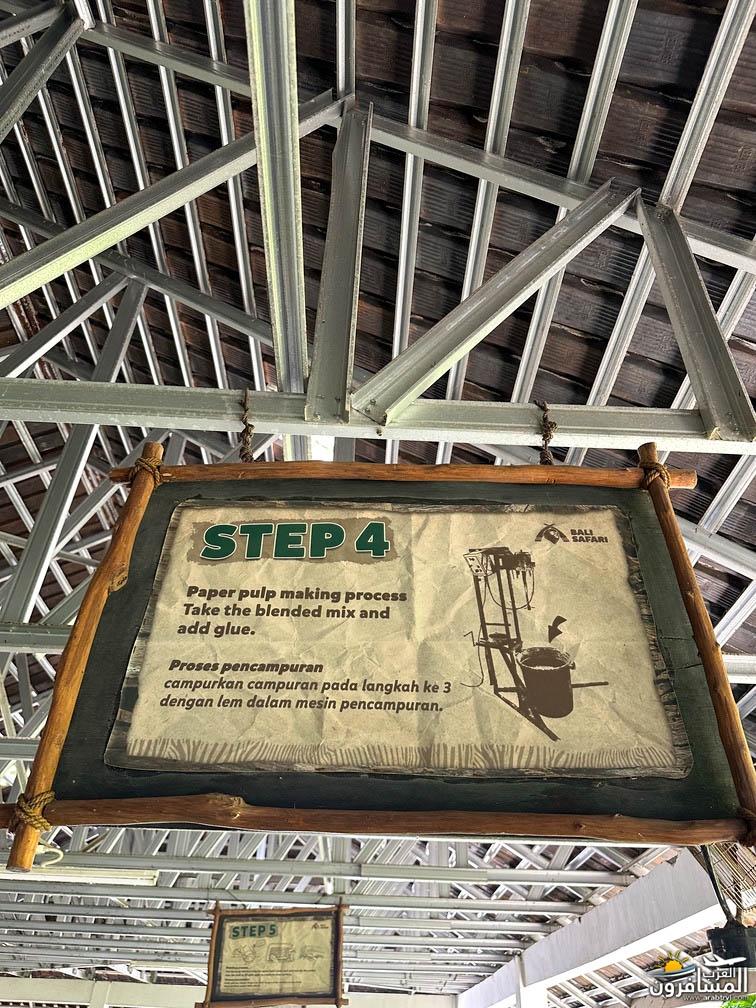 STEP 4
BALI
SAFARI
Paper pulp making process
Take the blended mix and
add glue.
Proses pencampuran
campurkan campuran pada langkah ke 3
dengan lem dalam mesin pencampuran.
STEP 5
العرب
المسافرون